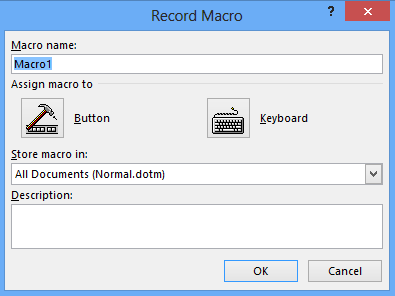 Record Macro
?
Macro name:
Macro1
Assign macro to
Button
Keyboard
Store macro in:
All Documents (Normal.dotm)
Description:
OK
Cancel